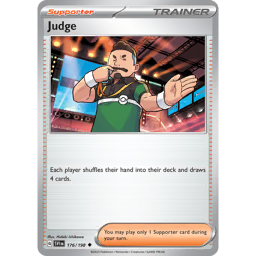 Supporter
TRAINER
Judge
Each player shuffles their hand into their deck and draws
4 cards.
You may play only 1 Supporter card during
your turn.
176/198